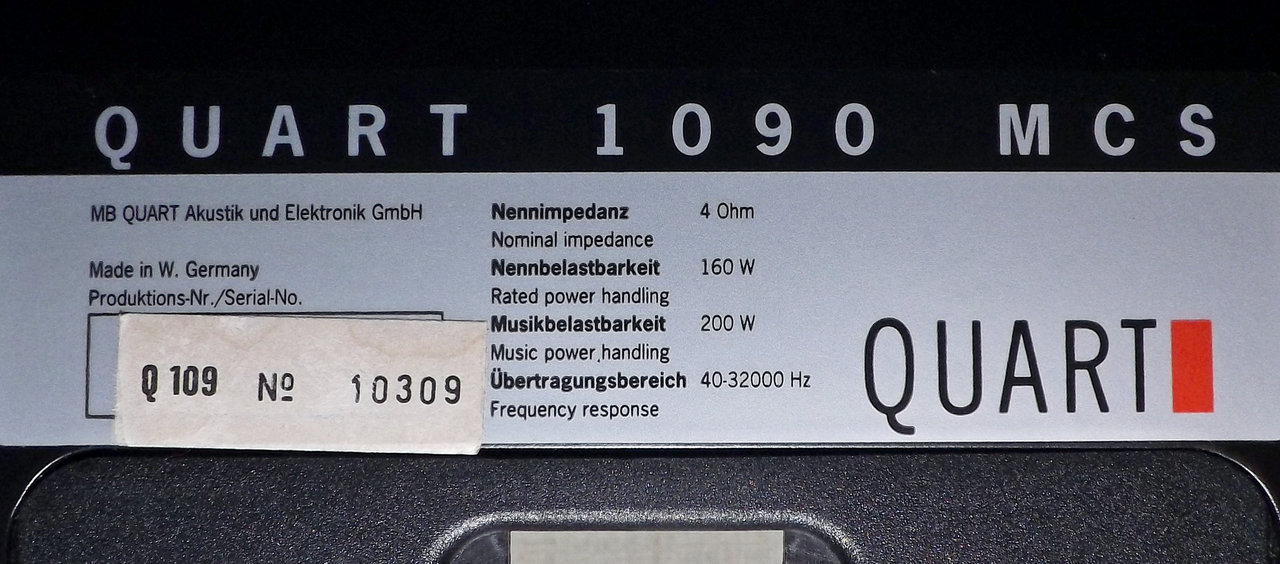 QUART 1090 MCS
MB QUART Akustik und Elektronik GmbH
Made in W. Germany
Produktions-Nr./Serial-No.
Q 109 Nº 10309
Nennimpedanz 4 Ohm
Nominal impedance
Nennbelastbarkeit 160 W
Rated power handling
Musikbelastbarkeit 200 W
Music power handling
Übertragungsbereich 40-32000 Hz
Frequency response
QUART